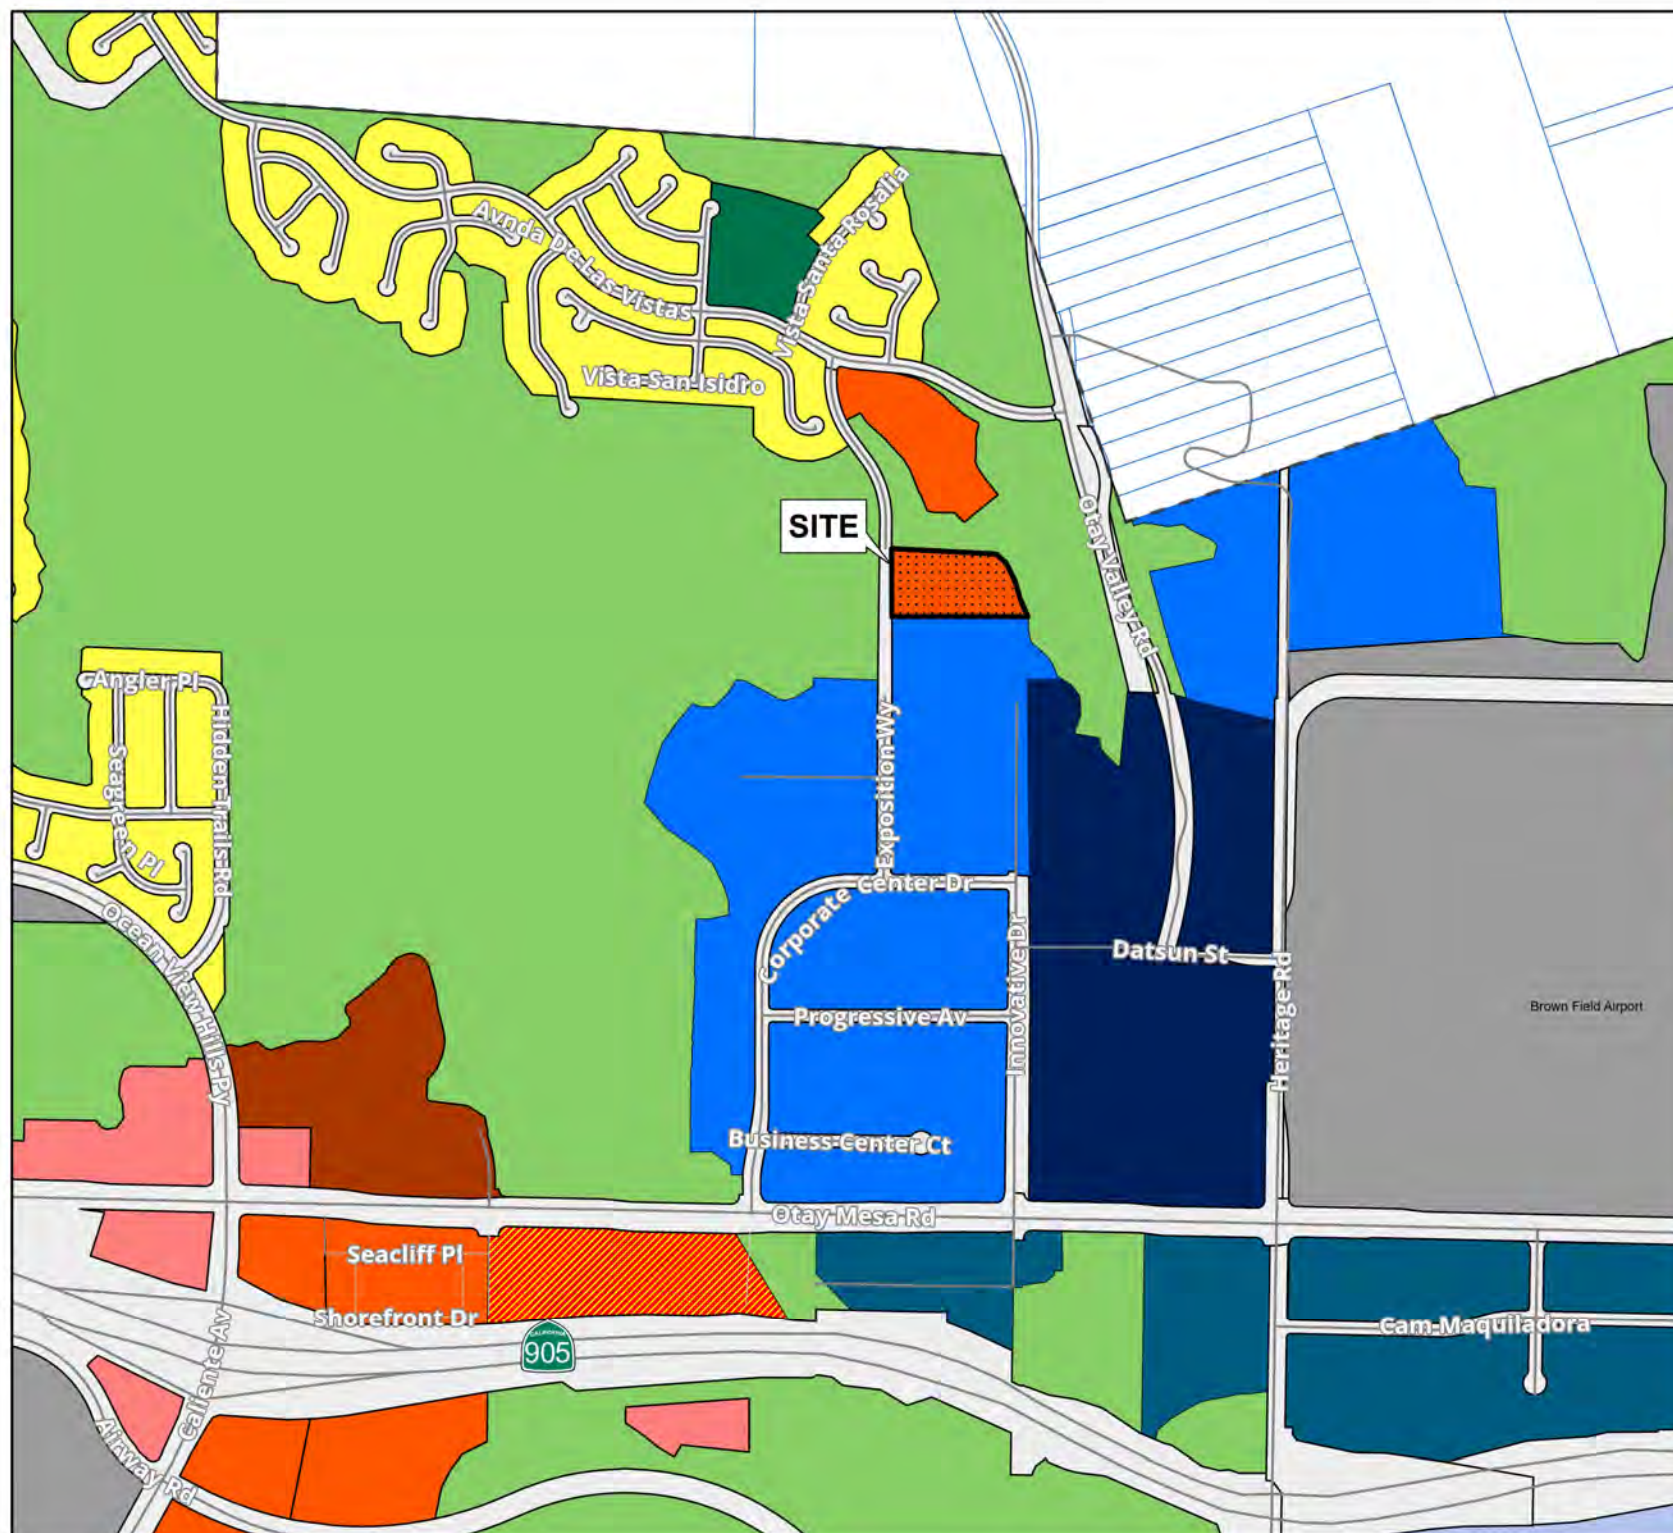 Vista Santa Rosalia
Avnda De Las Vistas
Vista San Isidro
SITE
Otay Valley Rd
Angler Pl
Hidden Trails Rd
Seagreen Pl
Exposition Wy
Center Dr
Corporate
Ocean View Hills Py
Innovative Dr
Datsun St
Heritage Rd
Brown Field Airport
Progressive Av
Business Center Ct
Otay Mesa Rd
Seacliff Pl
Shorefront Dr
CALIFORNIA
905
Cam Maquiladora
Caliente Av
Airway Rd